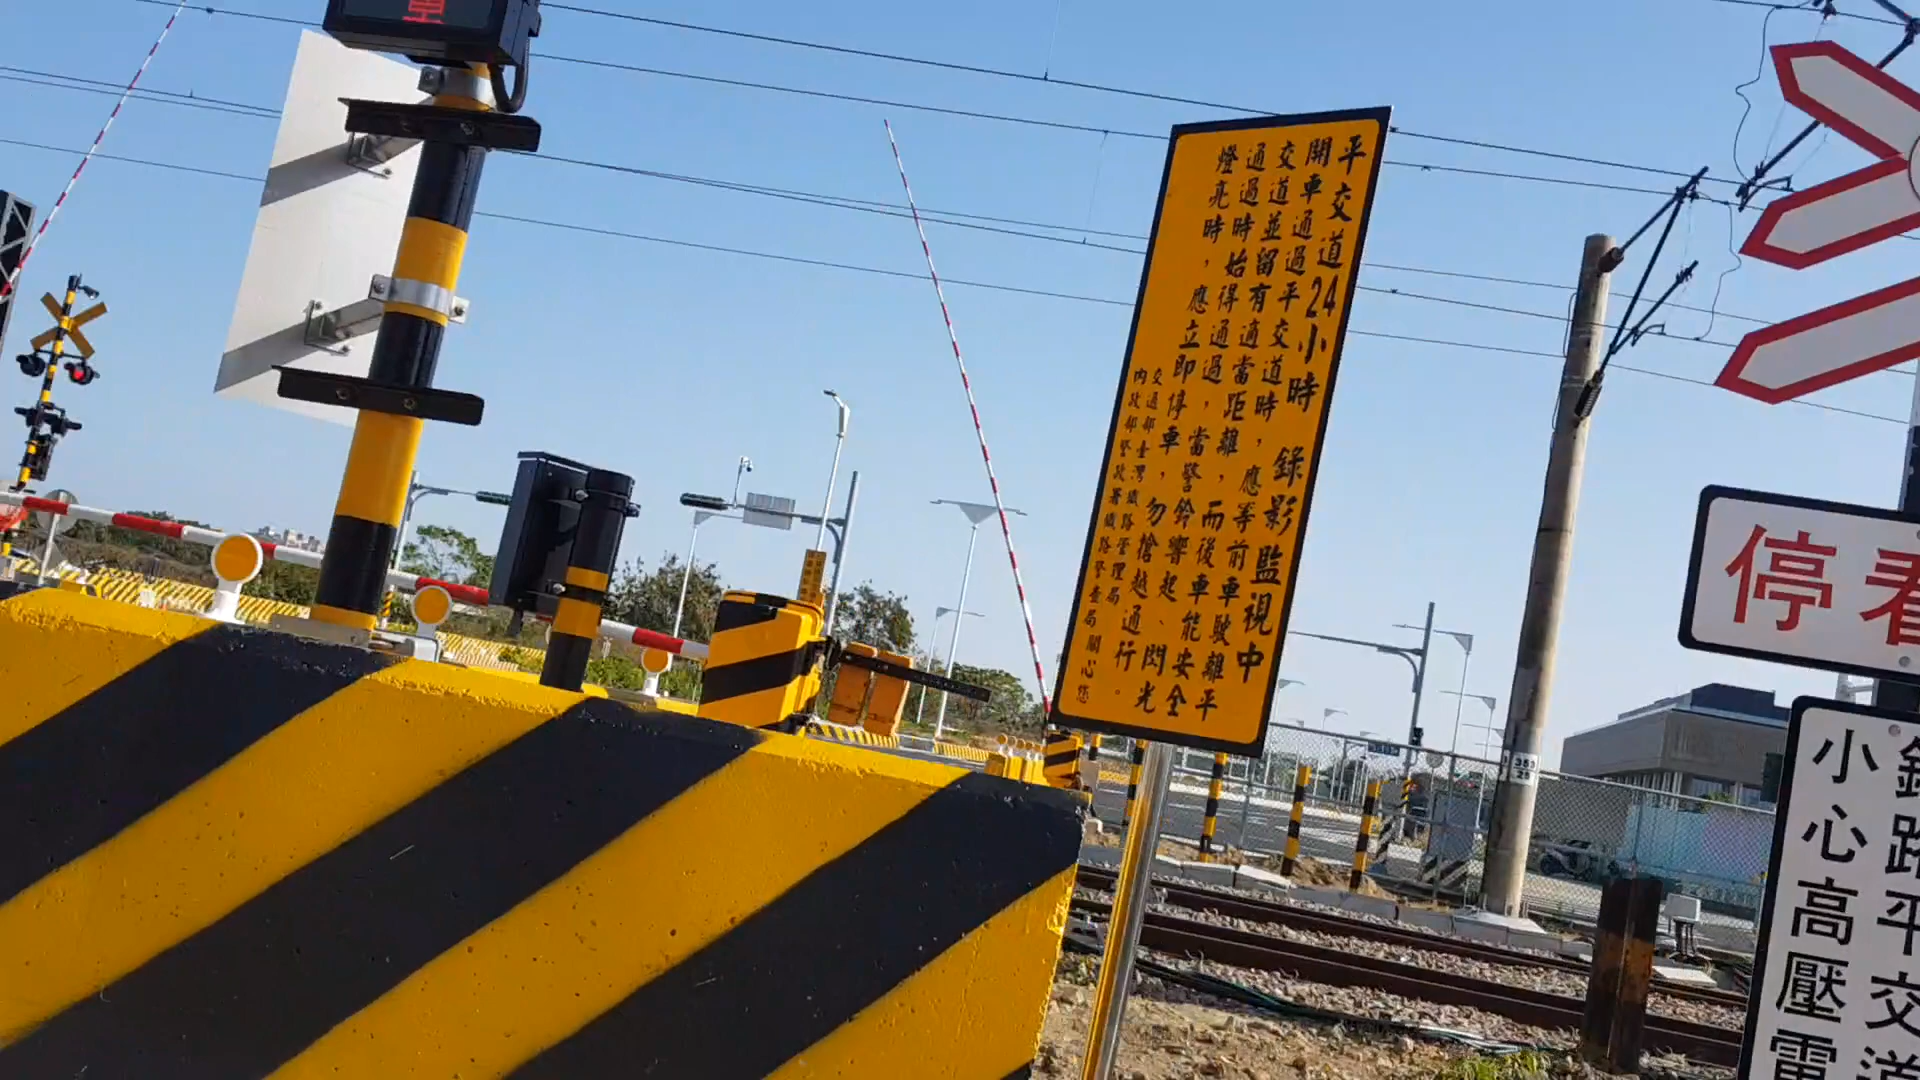 平交道24小時 錄影監視中
開車通過平交道時，應等前車駛離平
交道並留有適當距離，而後車能安全
通過時始得通過，當警鈴響起、閃光
燈亮時，應立即停車，勿搶越通行。
交通部臺灣鐵路管理局
內政部警政署鐵路警察局關心您
停看
鐵路平交道
小心高壓電